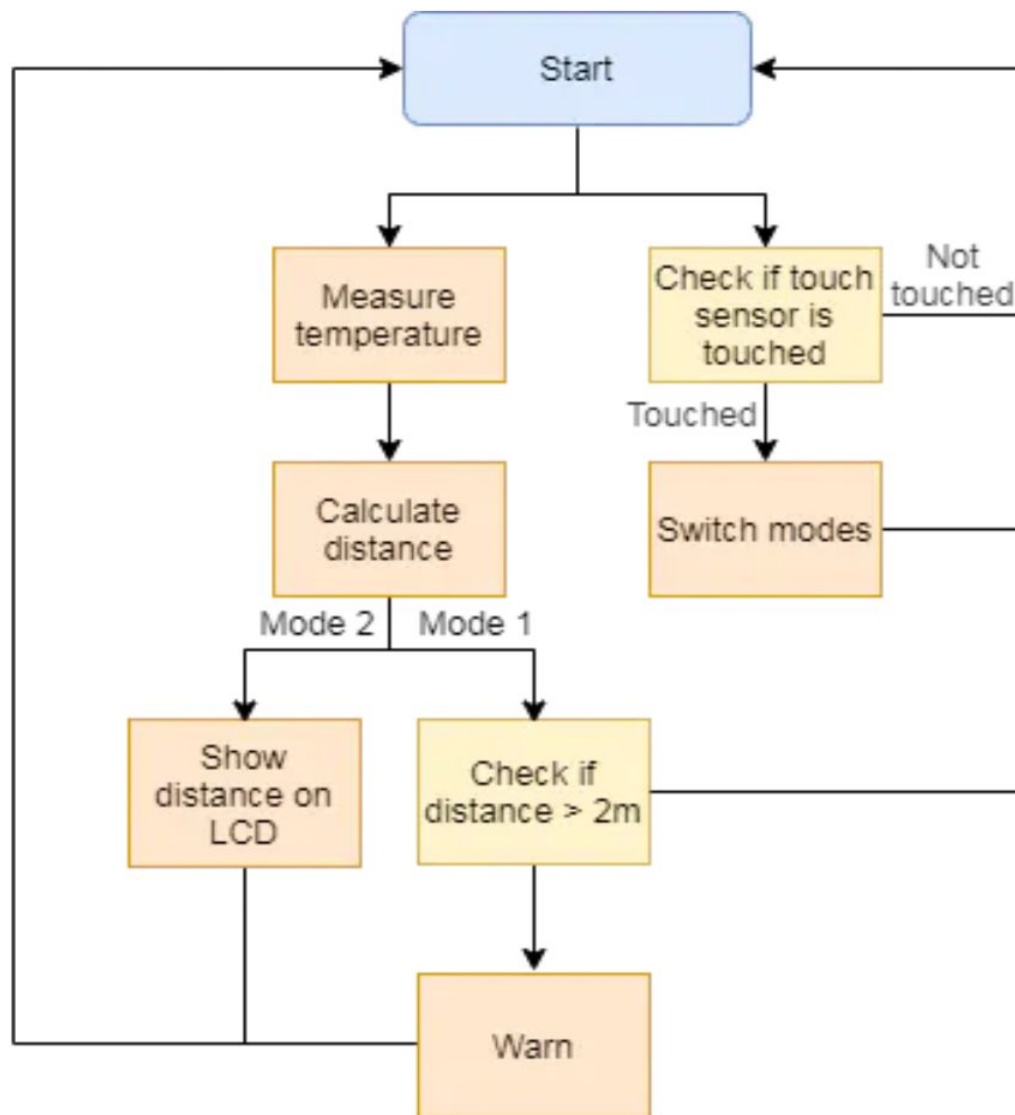 Start
Measure
temperature
Check if touch
sensor is
touched
Not
touched
Touched
Calculate
distance
Switch modes
Mode 2
Mode 1
Show
distance on
LCD
Check if
distance > 2m
Warn